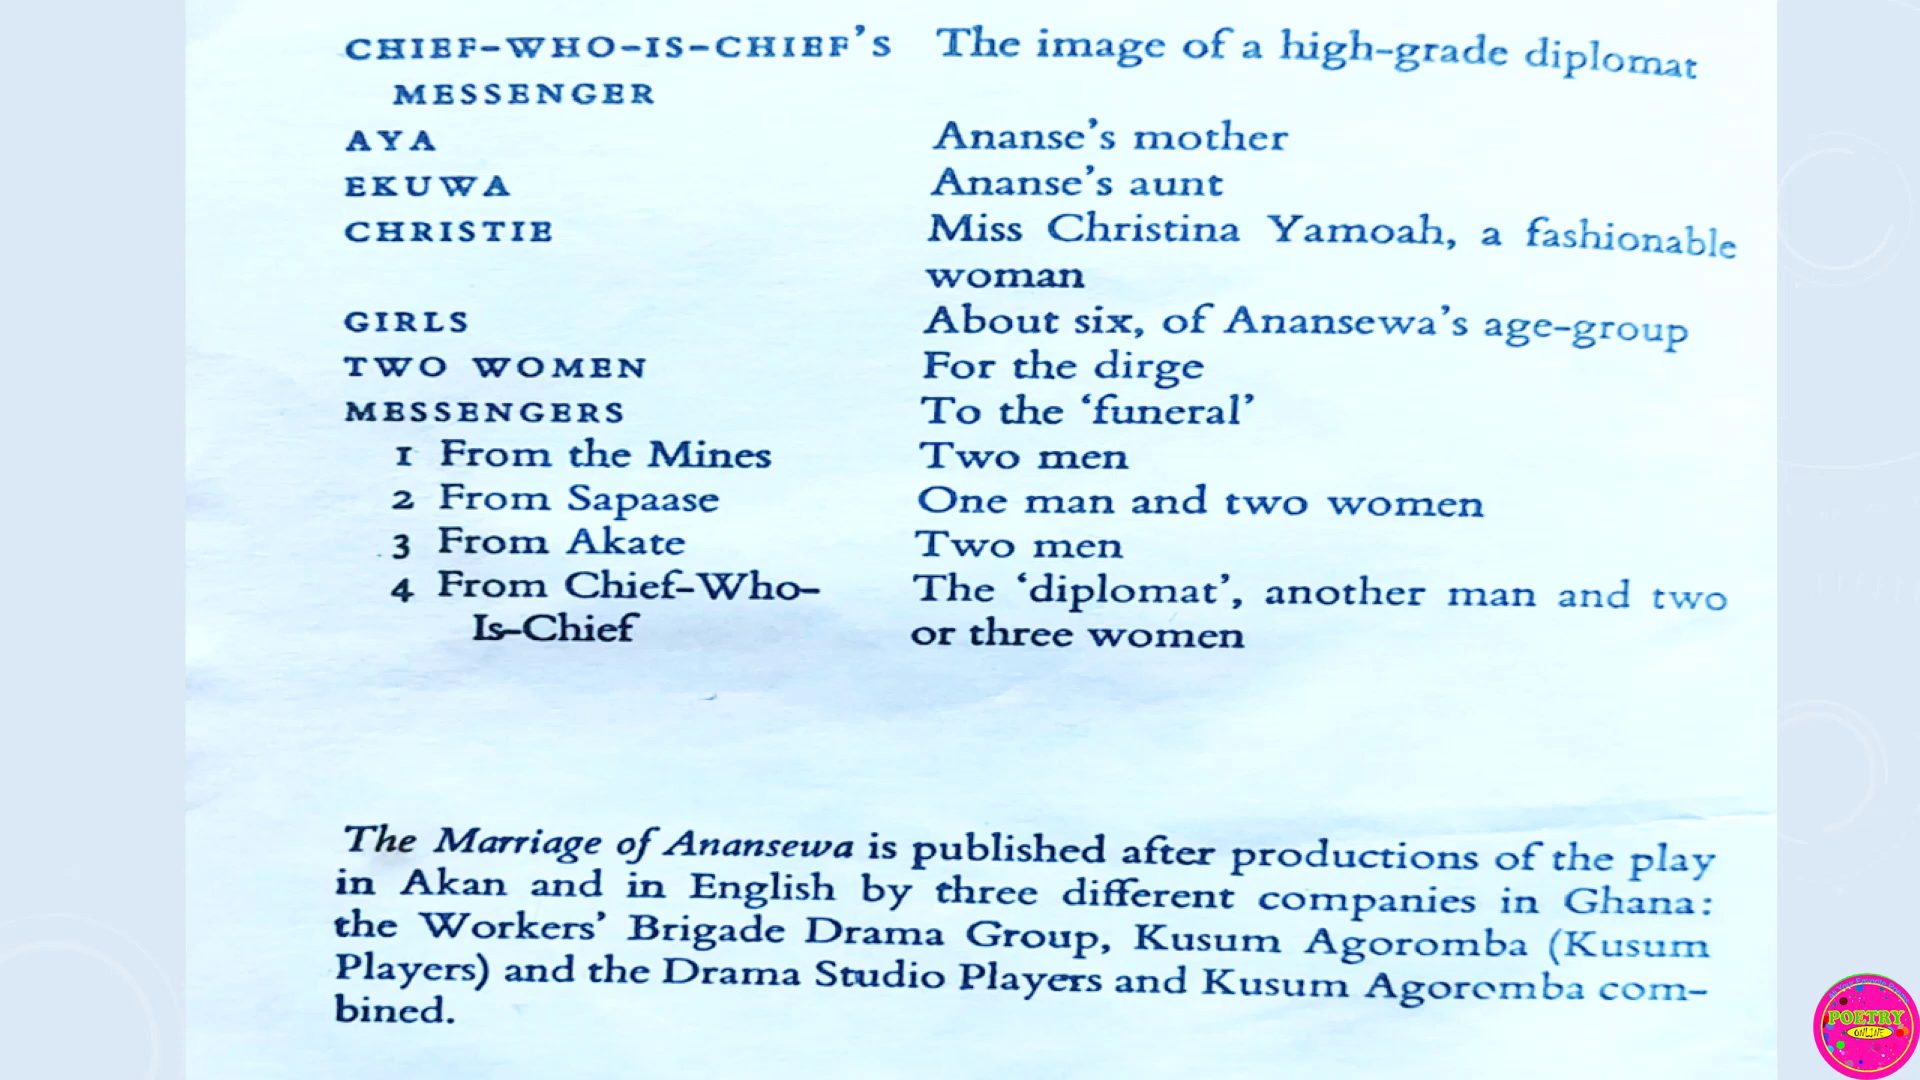 CHIEF-WHO-IS-CHIEF'S MESSENGER The image of a high-grade diplomat
AYA Ananse's mother
EKUWA Ananse's aunt
CHRISTIE Miss Christina Yamoah, a fashionable
woman
GIRLS About six, of Anansewa's age-group
TWO WOMEN For the dirge
MESSENGERS To the 'funeral'
1 From the Mines Two men
2 From Sapaase One man and two women
3 From Akate Two men
4 From Chief-Who- The 'diplomat', another man and two
Is-Chief or three women
The Marriage of Anansewa is published after productions of the play
in Akan and in English by three different companies in Ghana:
the Workers' Brigade Drama Group, Kusum Agoromba (Kusum
Players) and the Drama Studio Players and Kusum Agoromba com-
bined.
POETRY
ONLINE